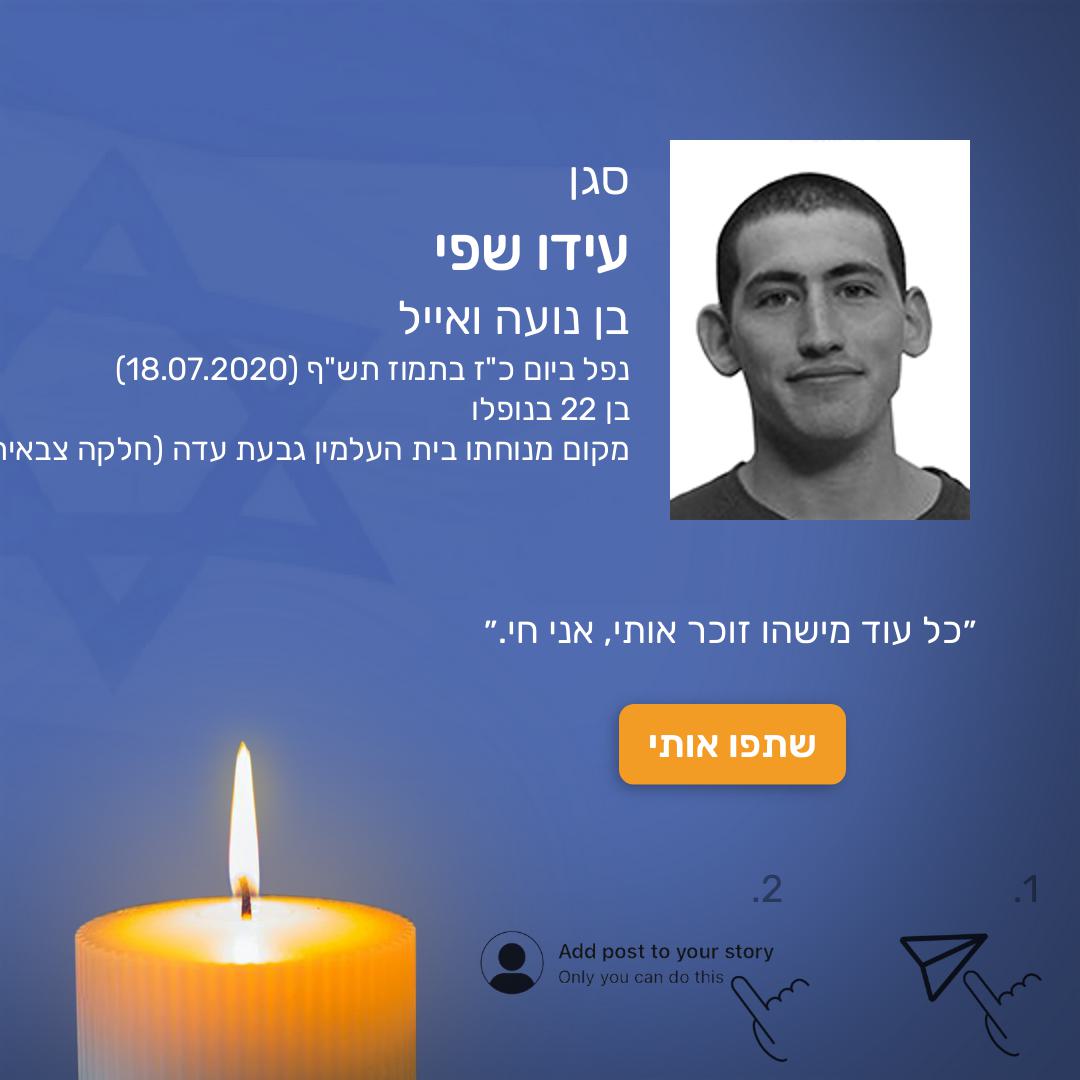 סגן
עידו שפי
בן נועה ואייל
נפל ביום כ"ז בתמוז תש"ף (18.07.2020)
בן 22 בנופלו
מקום מנוחתו בית העלמין גבעת עדה (חלקה
״כל עוד מישהו זוכר אותי, אני חי.״
שתפו אותי
1.
2.
Add post to your story
Only you can do this